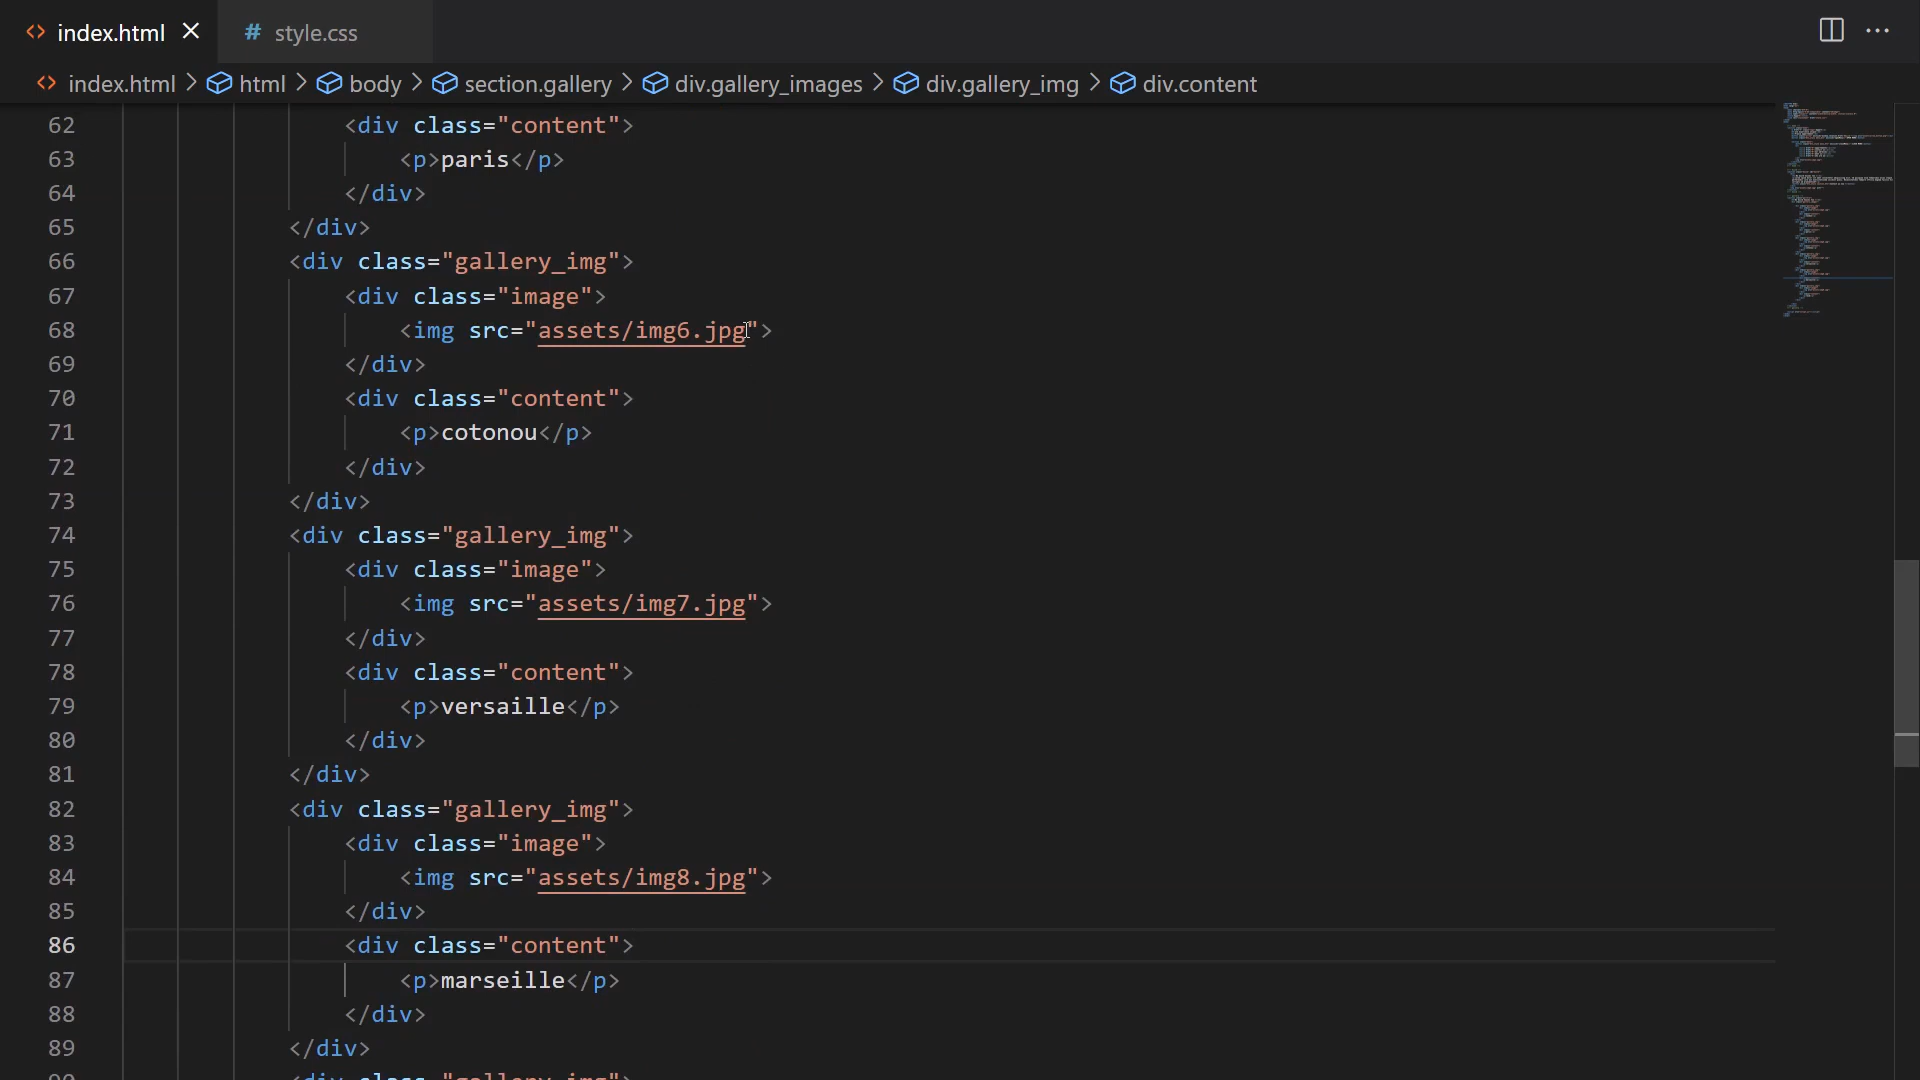 index.html style.css
index.html html body section.gallery div.gallery_images div.gallery_img div.content
62 <div class="content">
63 <p>paris</p>
64 </div>
65 </div>
66 <div class="gallery_img">
67 <div class="image">
68 <img src="assets/img6.jpg">
69 </div>
70 <div class="content">
71 <p>cotonou</p>
72 </div>
73 </div>
74 <div class="gallery_img">
75 <div class="image">
76 <img src="assets/img7.jpg">
77 </div>
78 <div class="content">
79 <p>versaille</p>
80 </div>
81 </div>
82 <div class="gallery_img">
83 <div class="image">
84 <img src="assets/img8.jpg">
85 </div>
86 <div class="content">
87 <p>marseille</p>
88 </div>
89 </div>
90 <div class="gallery_img">